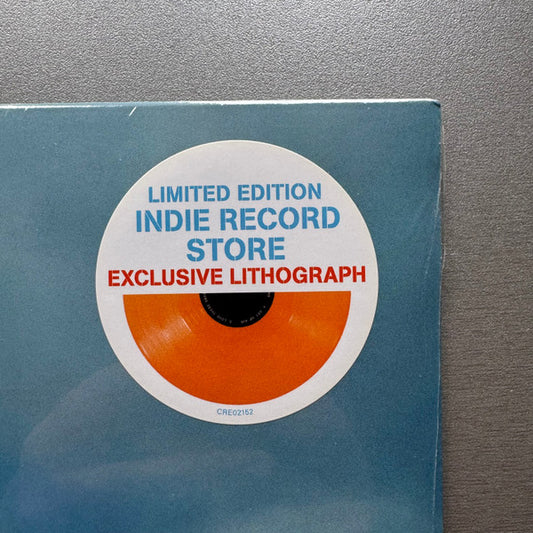 LIMITED EDITION
INDIE RECORD
STORE
EXCLUSIVE LITHOGRAPH
CRE02152